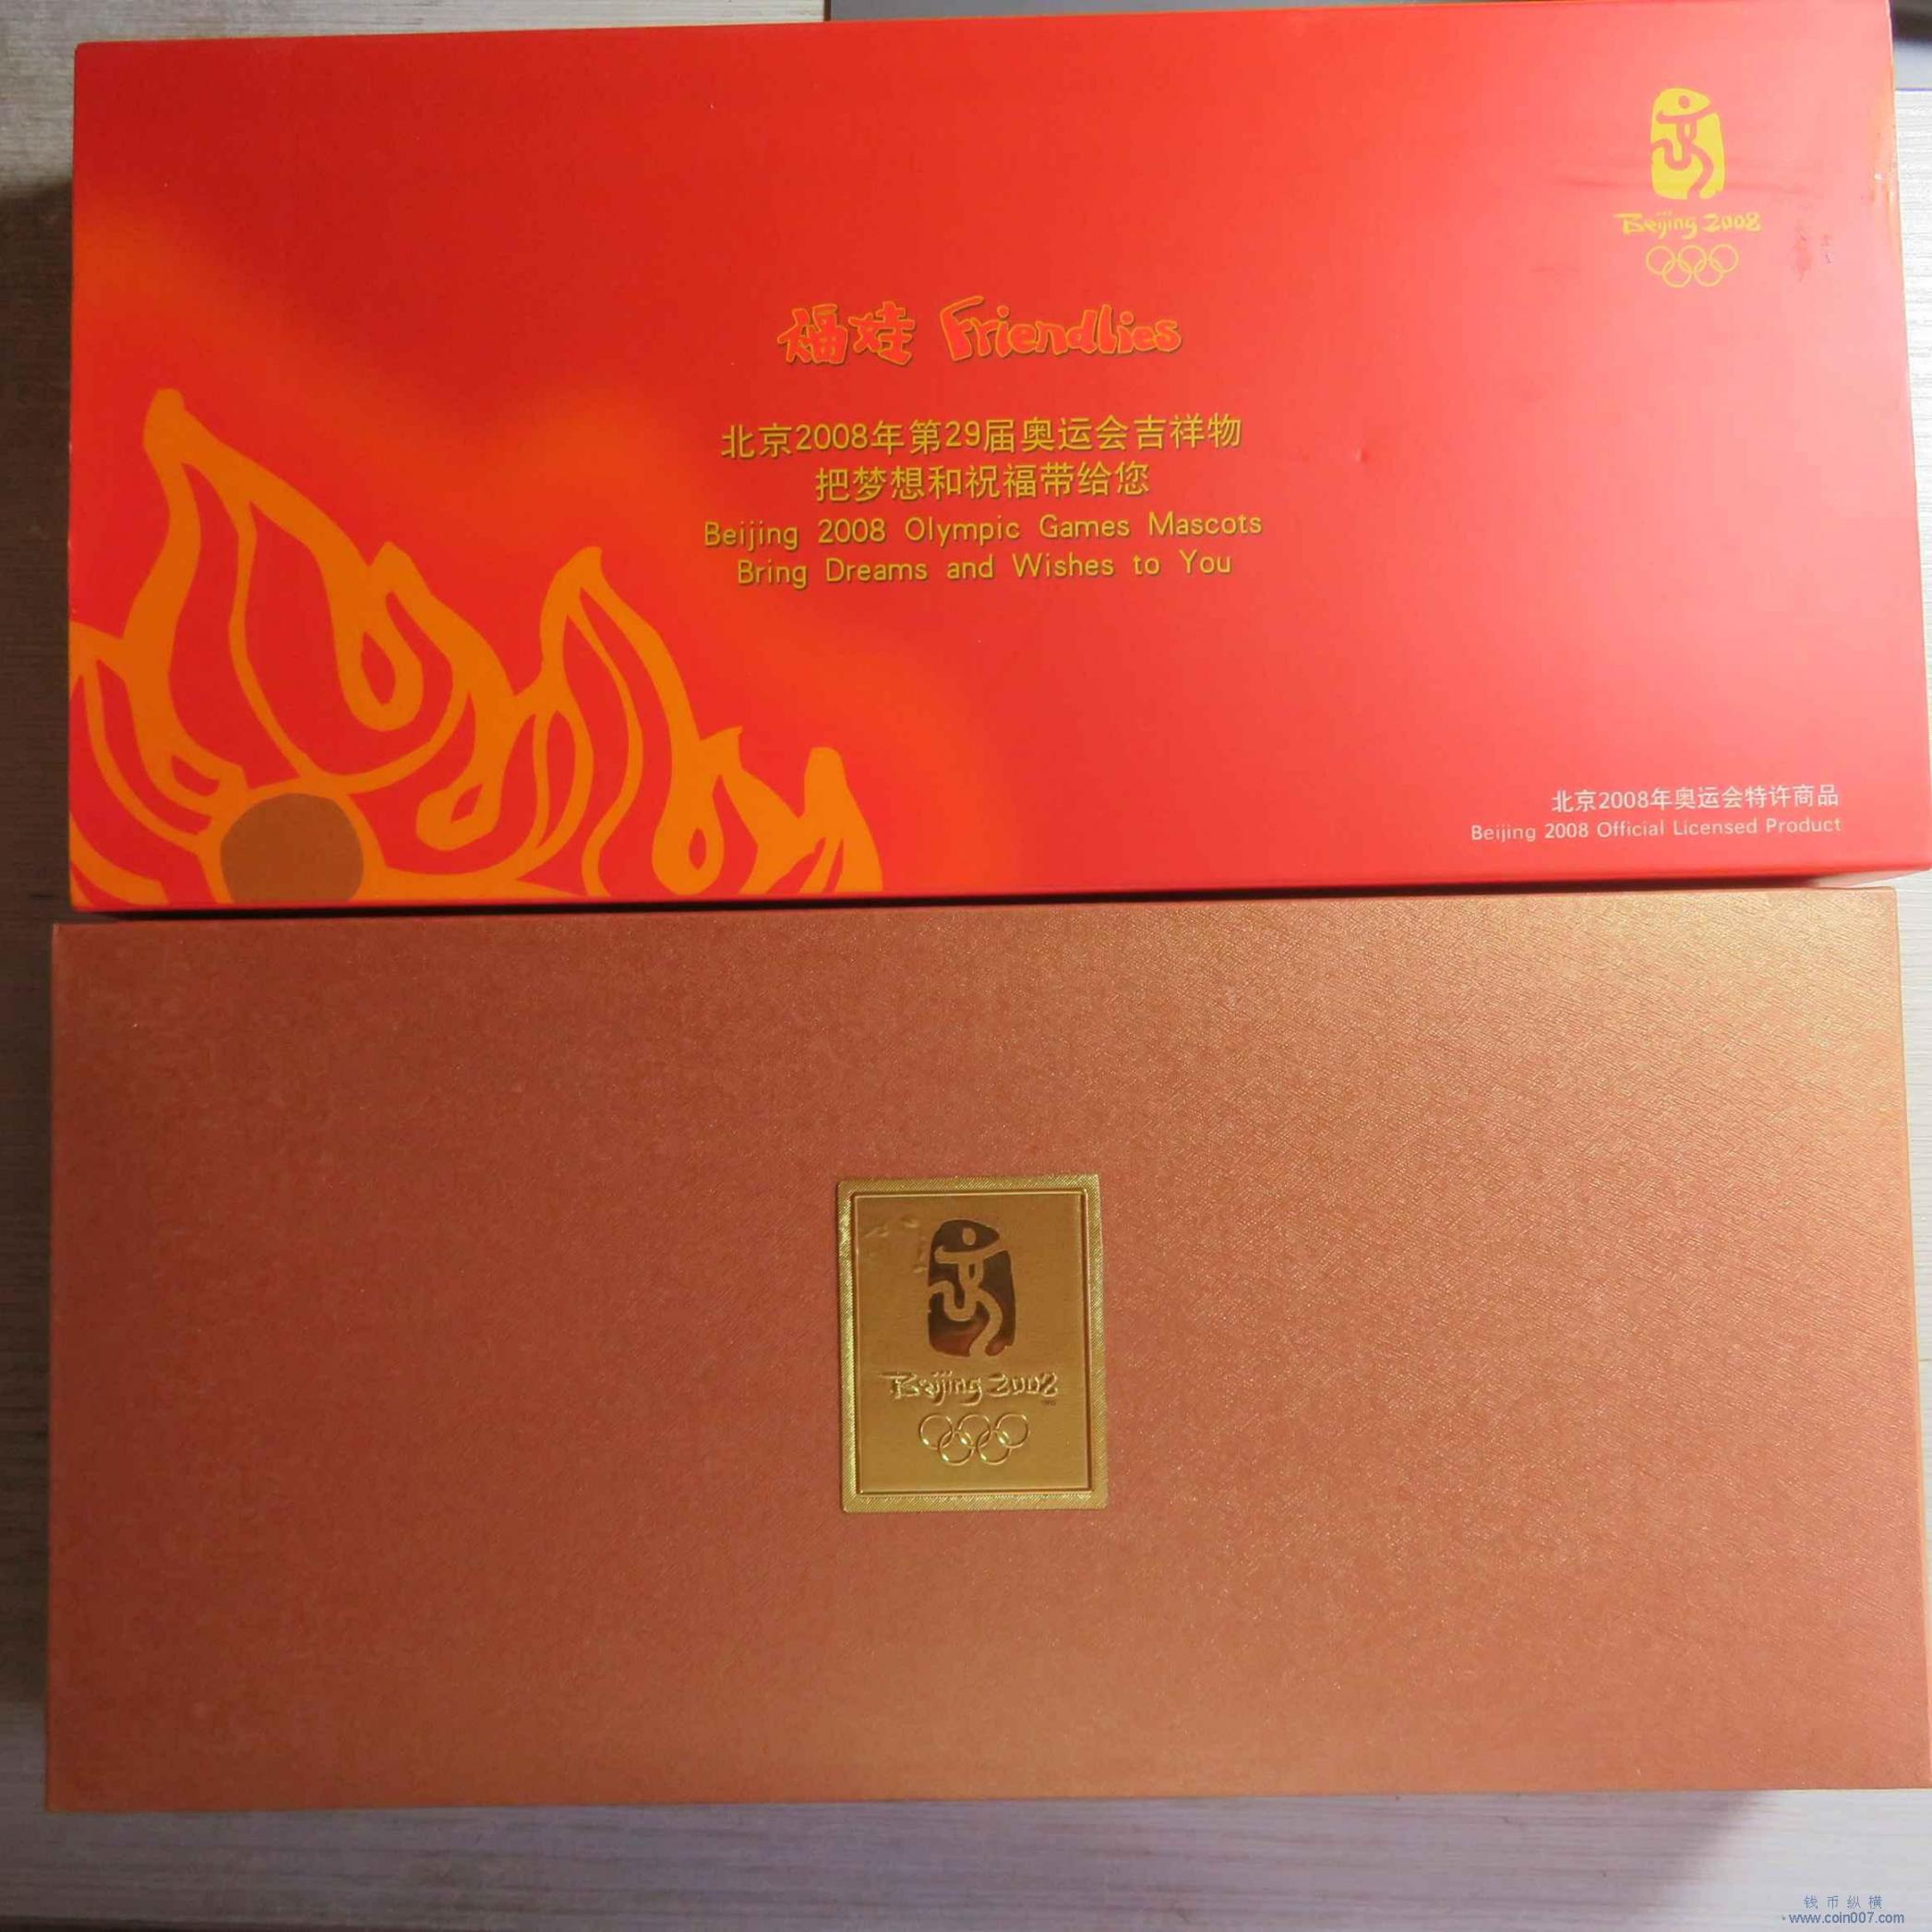 Beijing 2008
福娃 Friendlies
北京2008年第29届奥运会吉祥物
把梦想和祝福带给您
Beijing 2008 Olympic Games Mascots
Bring Dreams and Wishes to You
北京2008年奥运会特许商品
Beijing 2008 Official Licensed Product
Beijing 2008
钱币纵横
www.coin007.com